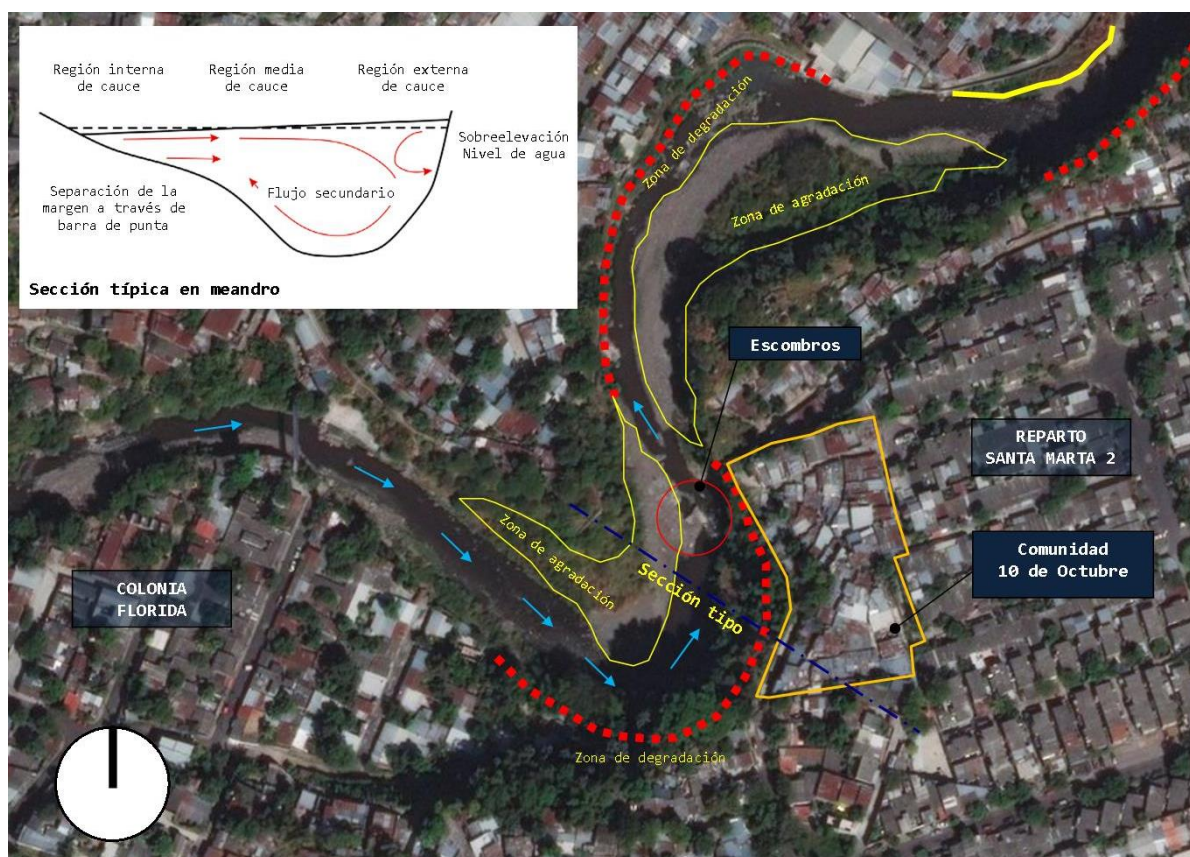 Región interna
de cauce
Región media
de cauce
Región externa
de cauce
Sobreelevación
Nivel de agua
Separación de la
margen a través de
barra de punta
Flujo secundario
Sección típica en meandro
Zona de degradación
Zona de agradación
Escombros
REPARTO
SANTA MARTA 2
Comunidad
10 de Octubre
Zona de agradación
Sección tipo
COLONIA
FLORIDA
Zona de degradación